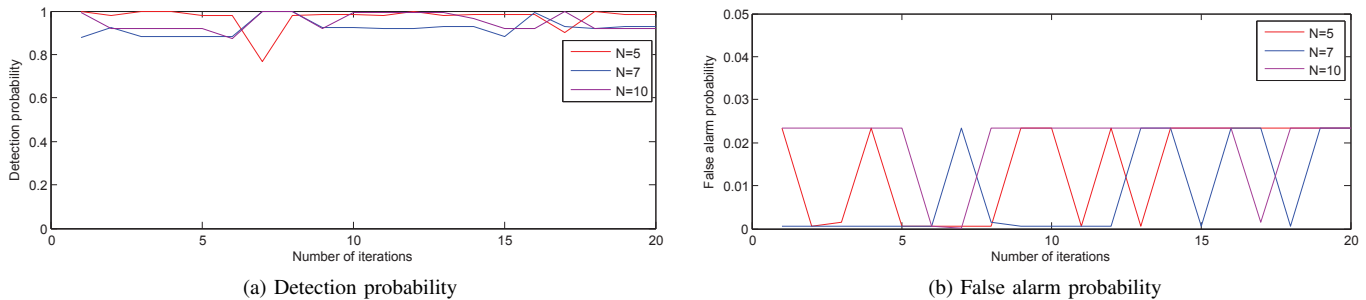 1
0.8
0.6
0.4
0.2
0
0
5
10
15
20
Detection probability
Number of iterations
N=5
N=7
N=10
(a) Detection probability
0.05
0.04
0.03
0.02
0.01
0
0
5
10
15
20
False alarm probability
Number of iterations
N=5
N=7
N=10
(b) False alarm probability